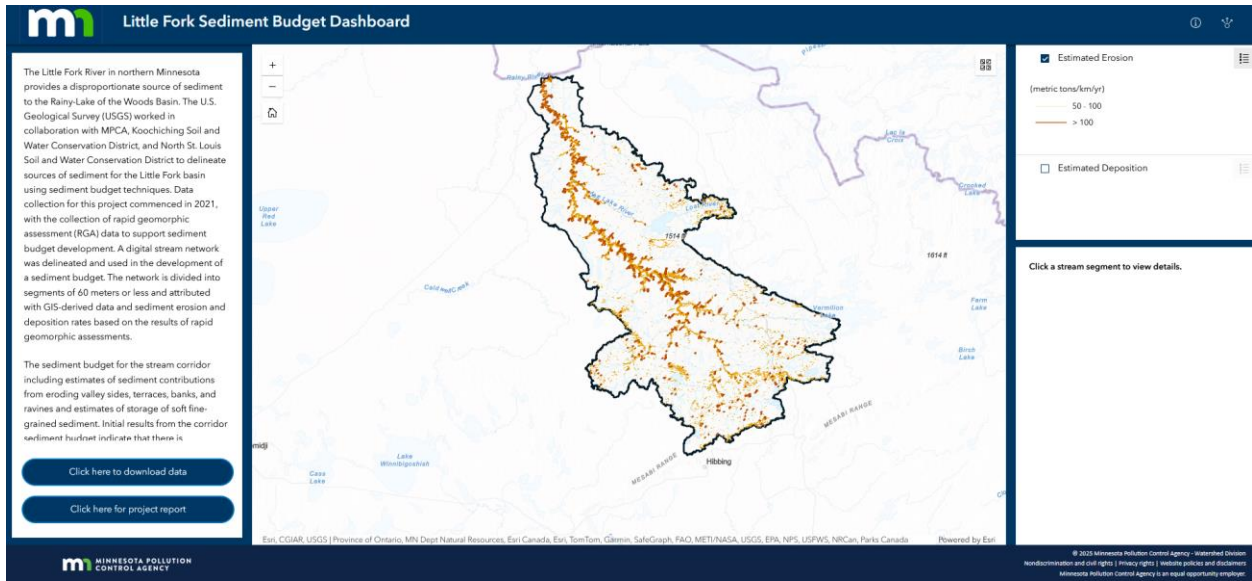 Little Fork Sediment Budget Dashboard
The Little Fork River in northern Minnesota
provides a disproportionate source of sediment
to the Rainy-Lake of the Woods Basin. The U.S.
Geological Survey (USGS) worked in
collaboration with MPCA, Koochiching Soil and
Water Conservation District, and North St. Louis
Soil and Water Conservation District to delineate
sources of sediment for the Little Fork basin
using sediment budget techniques. Data
collection for this project commenced in 2021,
with the collection of rapid geomorphic
assessment (RGA) data to support sediment
budget development. A digital stream network
was delineated and used in the development of
a sediment budget. The network is divided into
segments of 60 meters or less and attributed
with GIS-derived data and sediment erosion and
deposition rates based on the results of rapid
geomorphic assessments.
The sediment budget for the stream corridor
including estimates of sediment contributions
from eroding valley sides, terraces, banks, and
ravines and estimates of storage of soft fine-
grained sediment. Initial results from the corridor
sediment budget indicate that there is
Click here to download data
Click here for project report
+
−
Rainy River
Lac la
Croix
Crooked
Lake
Upper
Red
Lake
1514 ft
1614 ft
Vermilion
Farm
Lake
Birch
Lake
MESABI RANGE
MESABI RANGE
Hibbing
midji
Lake
Winnibigoshish
Cass
Lake
Esri, CGIAR, USGS | Province of Ontario, MN Dept Natural Resources, Esri Canada, Esri, TomTom, Garmin, SafeGraph, FAO, METI/NASA, USGS, EPA, NPS, USFWS, NRCan, Parks Canada
Powered by Esri
Estimated Erosion
(metric tons/km/yr)
50 - 100
> 100
Estimated Deposition
Click a stream segment to view details.
MINNESOTA POLLUTION
CONTROL AGENCY
© 2025 Minnesota Pollution Control Agency - Watershed Division
Nondiscrimination and civil rights | Privacy rights | Website policies and disclaimers
Minnesota Pollution Control Agency is an equal opportunity employer.